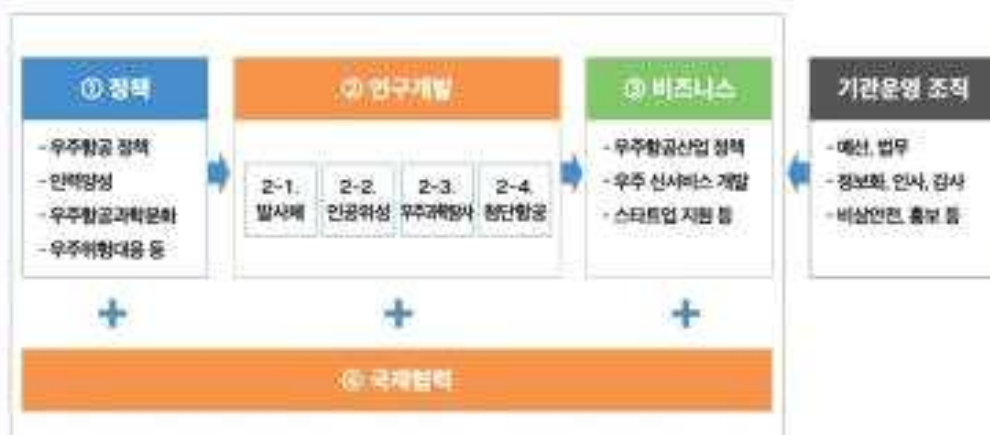 ① 정책
- 우주항공 정책
- 인력양성
- 우주항공과학문화
- 우주위험대응 등
② 연구개발
2-1.
발사체
2-2.
인공위성
2-3.
우주과학탐사
2-4.
첨단항공
③ 비즈니스
- 우주항공산업 정책
- 우주 신서비스 개발
- 스타트업 지원 등
기관운영 조직
- 예산, 법무
- 정보화, 인사, 감사
- 비상안전, 홍보 등
④ 국제협력